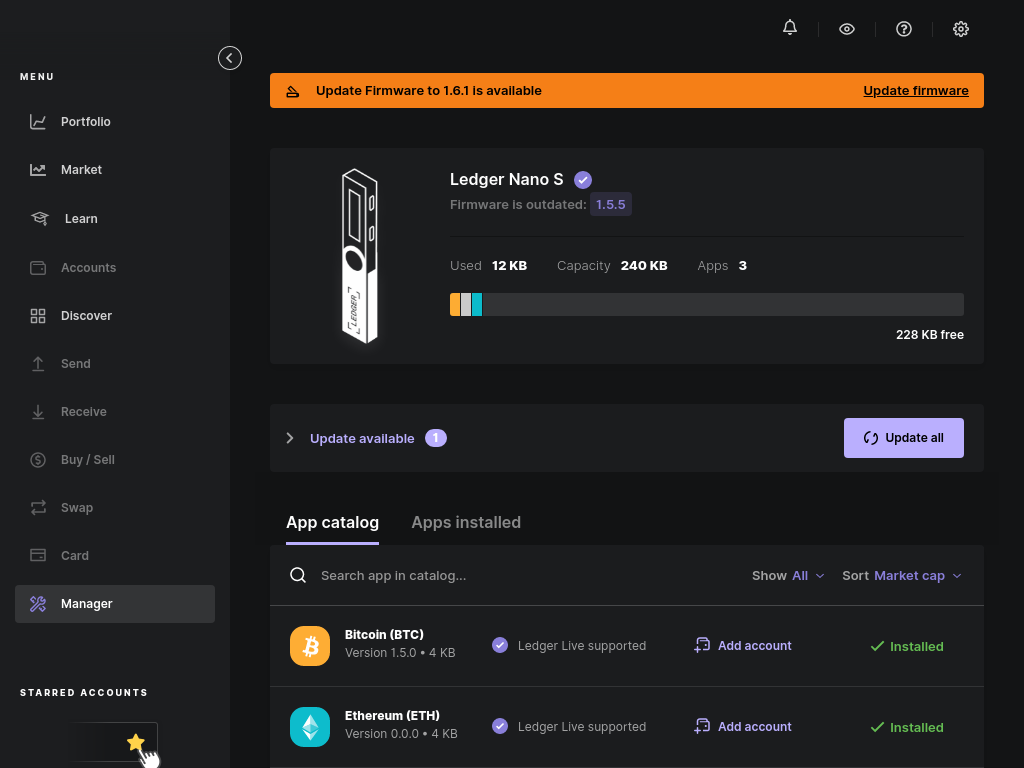 MENU
Portfolio
Market
Learn
Accounts
Discover
Send
Receive
Buy / Sell
Swap
Card
Manager
STARRED ACCOUNTS
Update Firmware to 1.6.1 is available
Update firmware
LEDGER
Ledger Nano S
Firmware is outdated: 1.5.5
Used 12 KB Capacity 240 KB Apps 3
228 KB free
Update available 1
Update all
App catalog Apps installed
Search app in catalog... Show All Sort Market cap
Bitcoin (BTC)
Version 1.5.0 • 4 KB
Ledger Live supported
Add account
Installed
Ethereum (ETH)
Version 0.0.0 • 4 KB
Ledger Live supported
Add account
Installed